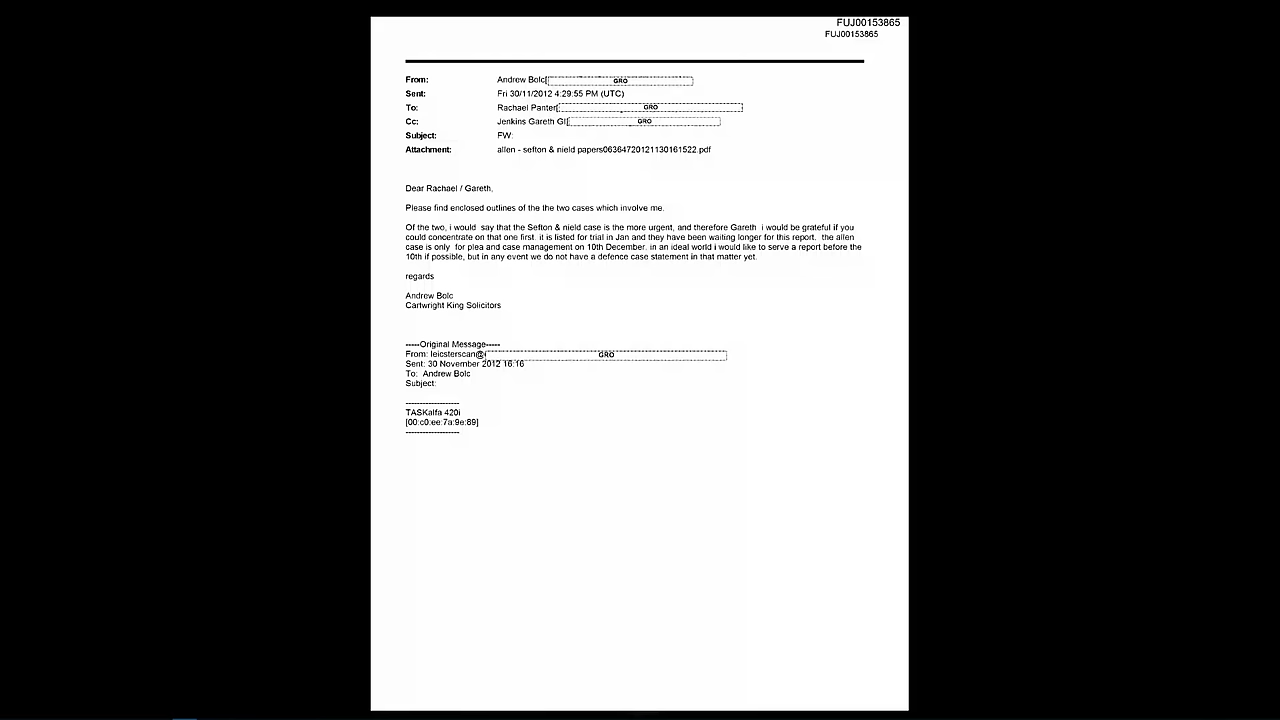 FUJ00153865
FUJ00153865
From: Andrew Bolc[ GRO
Sent: Fri 30/11/2012 4:29:55 PM (UTC)
To: Rachael Panter[ GRO
Cc: Jenkins Gareth GI[ GRO
Subject: FW:
Attachment: allen - sefton & nield papers06364720121130161522.pdf
Dear Rachael / Gareth,
Please find enclosed outlines of the the two cases which involve me.
Of the two, i would say that the Sefton & nield case is the more urgent, and therefore Gareth i would be grateful if you
could concentrate on that one first. it is listed for trial in Jan and they have been waiting longer for this report. the allen
case is only for plea and case management on 10th December. in an ideal world i would like to serve a report before the
10th if possible, but in any event we do not have a defence case statement in that matter yet.
regards
Andrew Bolc
Cartwright King Solicitors
-----Original Message-----
From: leicsterscan@ GRO
Sent: 30 November 2012 16:16
To: Andrew Bolc
Subject:
-------------------
TASKalfa 420i
[00:c0:ee:7a:9e:89]
-------------------